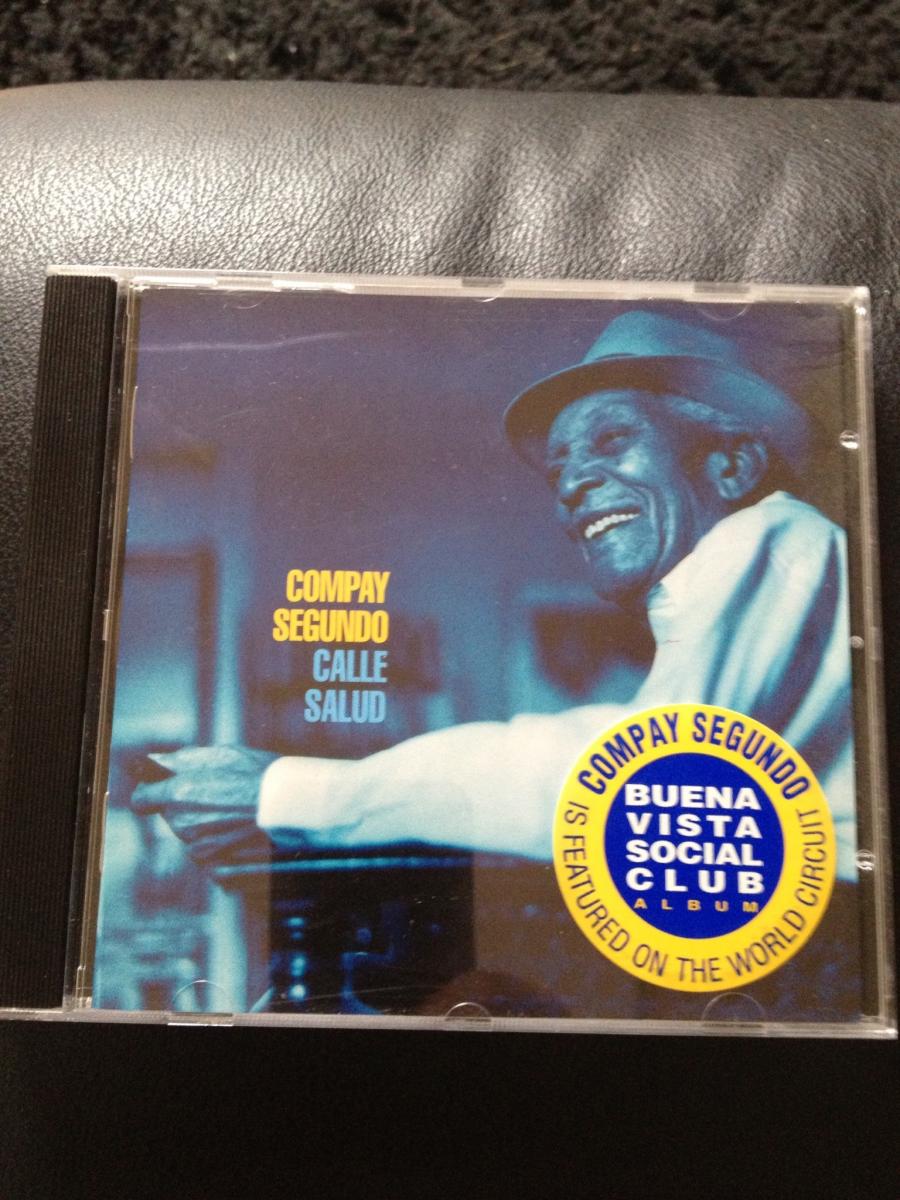 COMPAY
SEGUNDO
CALLE
SALUD
COMPAY SEGUNDO
BUENA
VISTA
SOCIAL
CLUB
ALBUM
IS FEATURED ON THE WORLD CIRCUIT